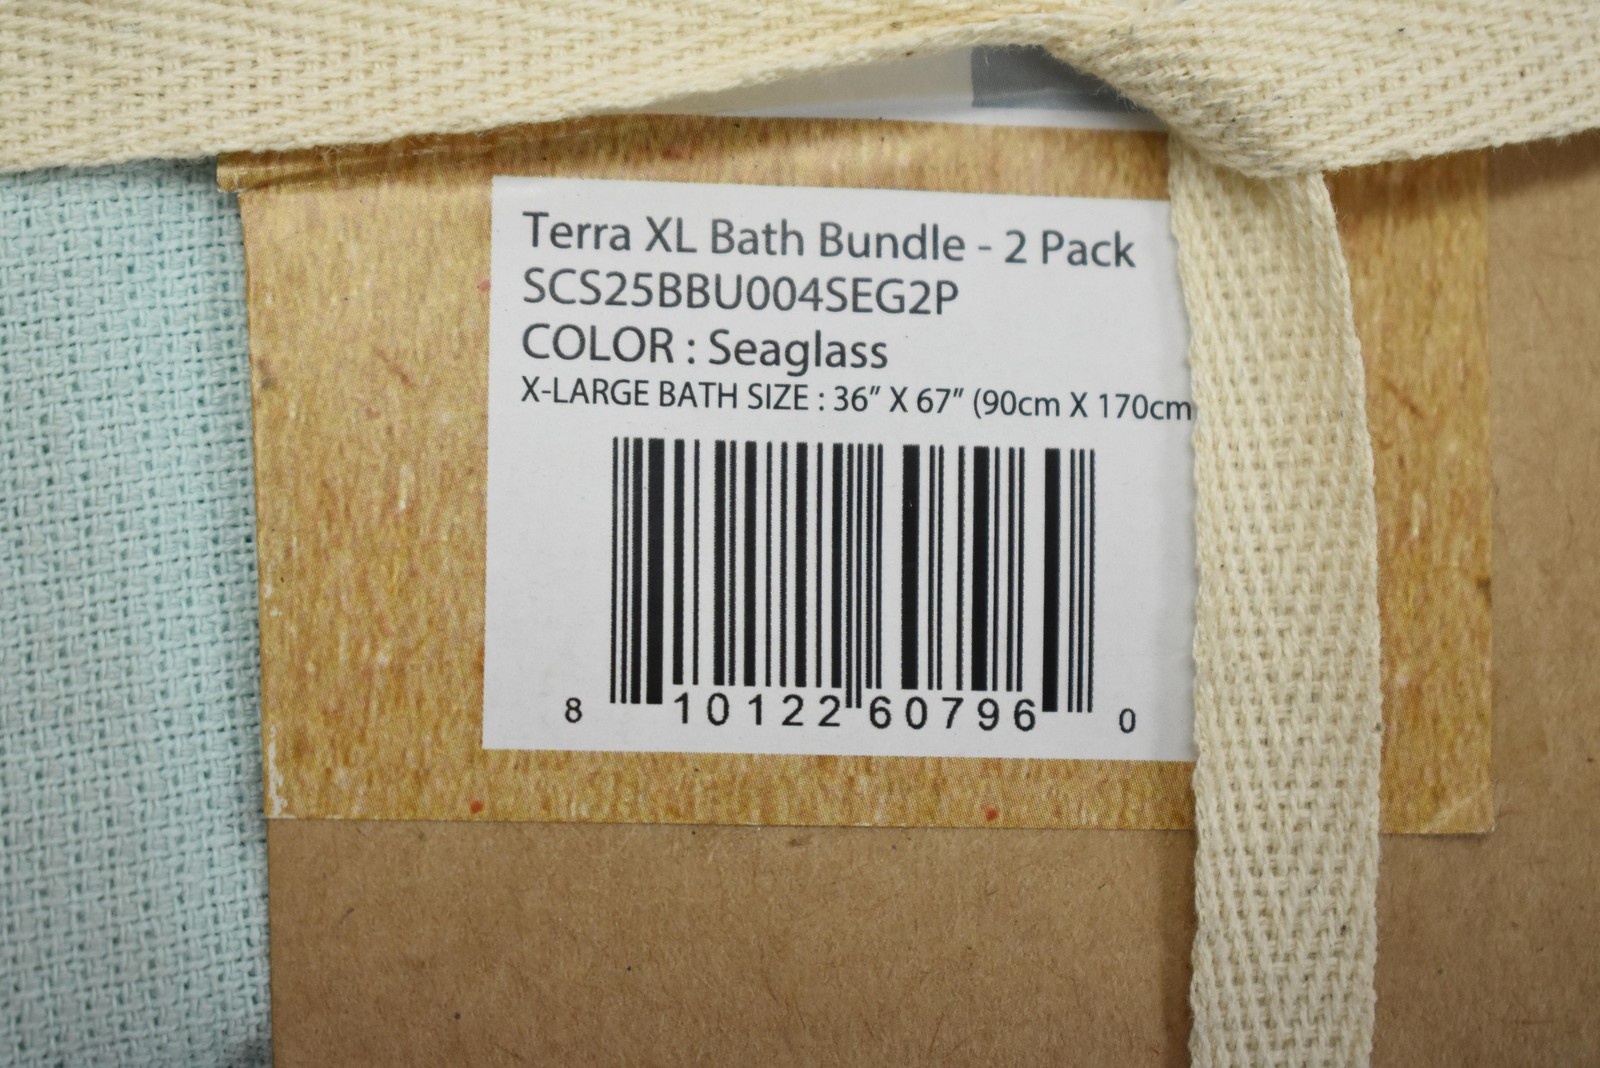 Terra XL Bath Bundle - 2 Pack
SCS25BBU004SEG2P
COLOR : Seaglass
X-LARGE BATH SIZE : 36” X 67” (90cm X 170cm
8 10122 60796 0